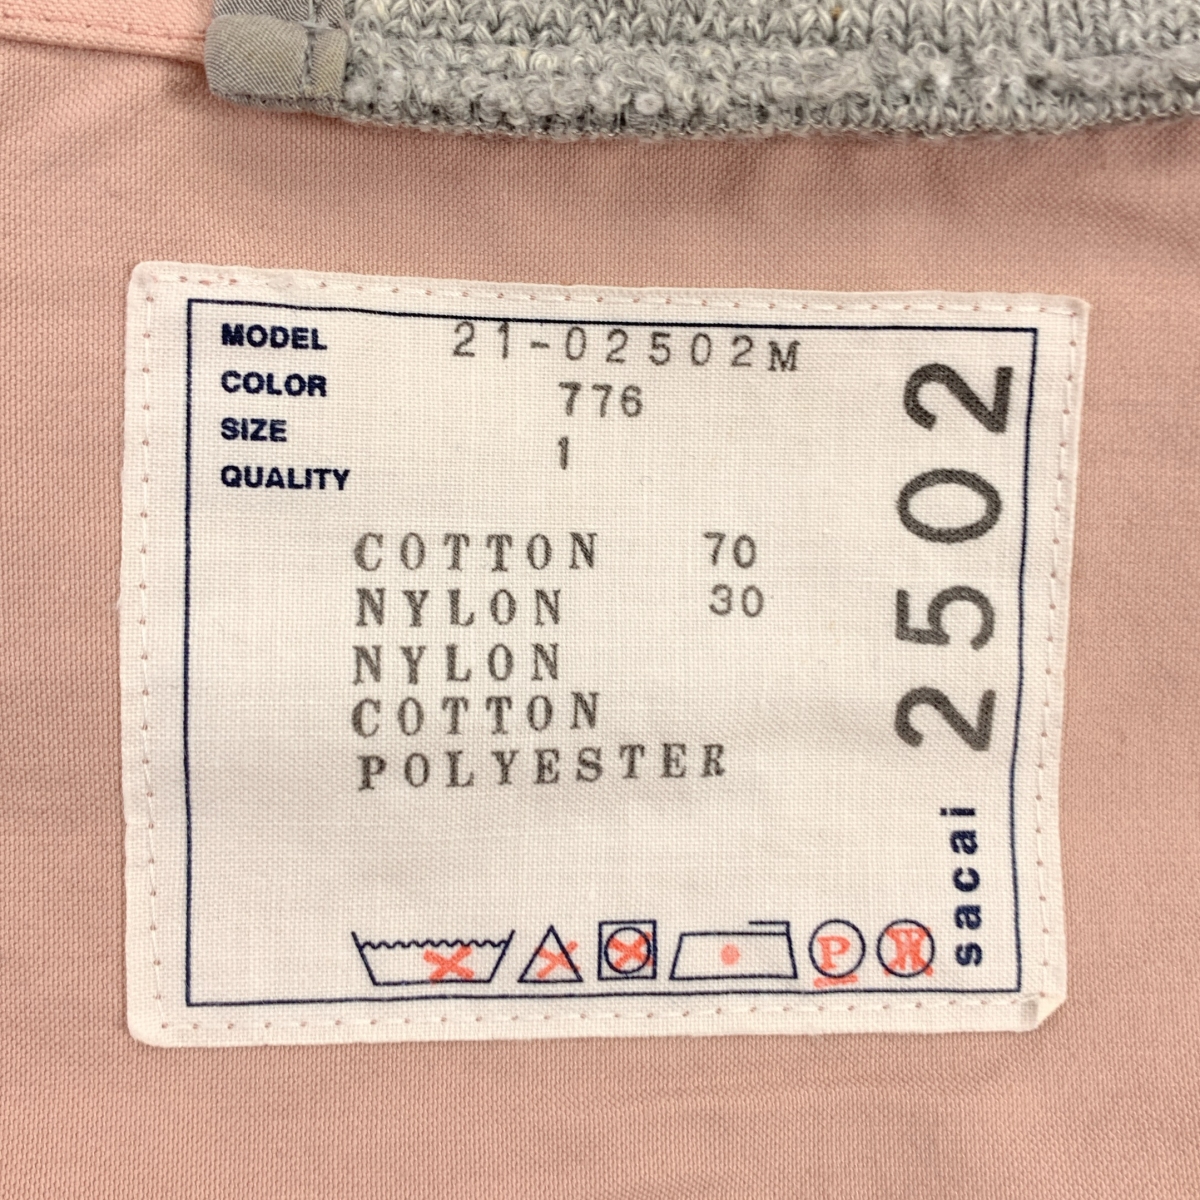 MODEL 21-02502M
COLOR 776
SIZE 1
QUALITY
COTTON 70
NYLON 30
NYLON
COTTON
POLYESTER
P W
sacai 2502